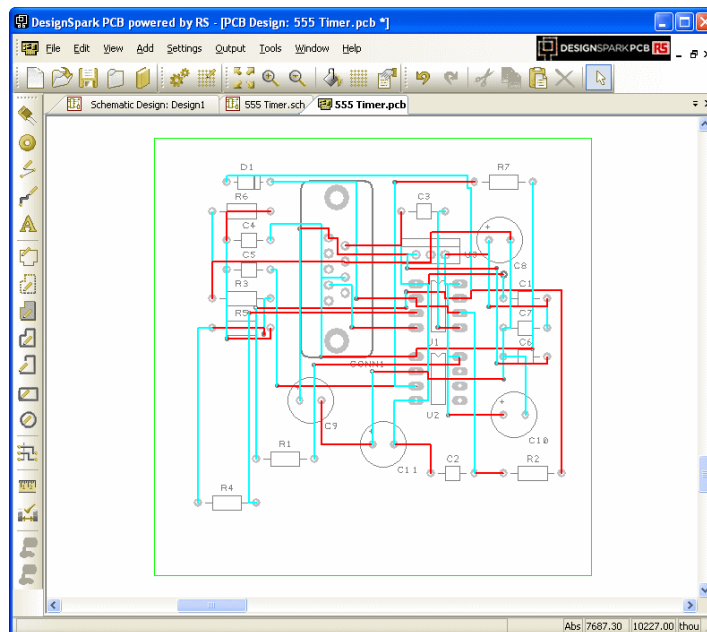 DesignSpark PCB powered by RS - [PCB Design: 555 Timer.pcb *]
File Edit View Add Settings Output Tools Window Help
DESIGNSPARK PCB RS
Schematic Design: Design1 555 Timer.sch 555 Timer.pcb
D1 R7
R6 C3
C4
U3
C5 C8
R3 C1
R5 C7
U1 C6
CONN1
U2
C9 C10
R1 C11 C2 R2
R4
Abs 7687.30 10227.00 thou